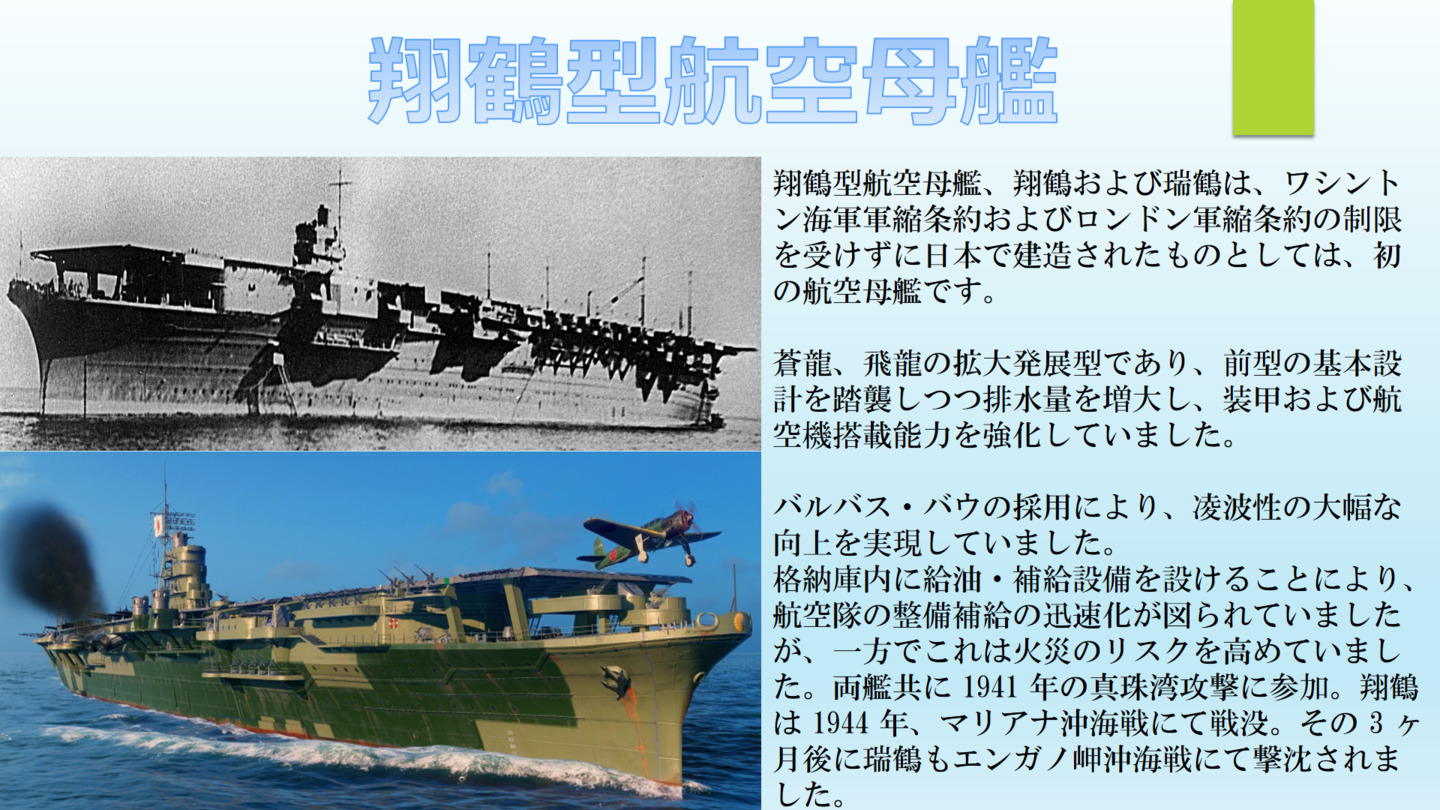 翔鶴型航空母艦
翔鶴型航空母艦、翔鶴および瑞鶴は、ワシント
ン海軍軍縮条約およびロンドン軍縮条約の制限
を受けずに日本で建造されたものとしては、初
の航空母艦です。
蒼龍、飛龍の拡大発展型であり、前型の基本設
計を踏襲しつつ排水量を増大し、装甲および航
空機搭載能力を強化していました。
バルバス・バウの採用により、凌波性の大幅な
向上を実現していました。
格納庫内に給油・補給設備を設けることにより、
航空隊の整備補給の迅速化が図られていました
が、一方でこれは火災のリスクを高めていまし
た。両艦共に 1941 年の真珠湾攻撃に参加。翔鶴
は 1944 年、マリアナ沖海戦にて戦没。その 3 ヶ
月後に瑞鶴もエンガノ岬沖海戦にて撃沈されま
した。